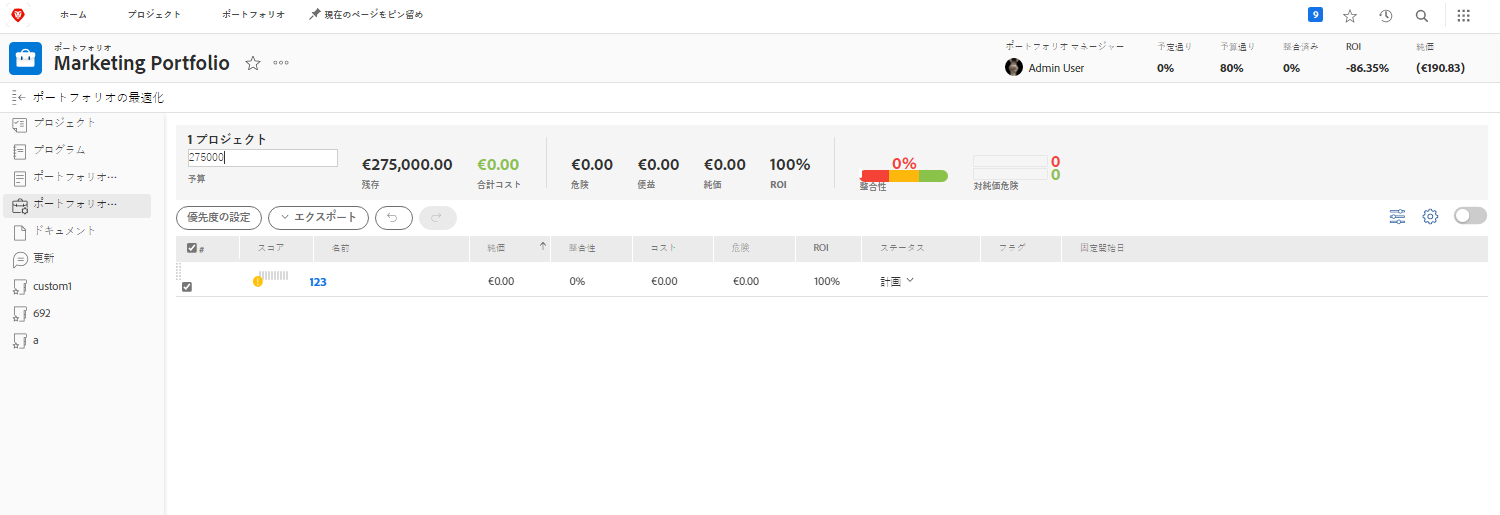 ホーム プロジェクト ポートフォリオ 現在のページをピン留め 9
ポートフォリオ
Marketing Portfolio
ポートフォリオ マネージャー 予定通り 予算通り 整合済み ROI 純価
Admin User 0% 80% 0% -86.35% (€190.83)
ポートフォリオの最適化
プロジェクト
プログラム
ポートフォリオ…
ポートフォリオ…
ドキュメント
更新
custom1
692
a
1 プロジェクト
275000
予算
€275,000.00 €0.00 €0.00 €0.00 €0.00 100% 0% 0
0
残存 合計コスト 危険 便益 純価 ROI 整合性 対純価危険
優先度の設定 エクスポート
# スコア 名前 純価 整合性 コスト 危険 ROI ステータス フラグ 固定開始日
123 €0.00 0% €0.00 €0.00 100% 計画